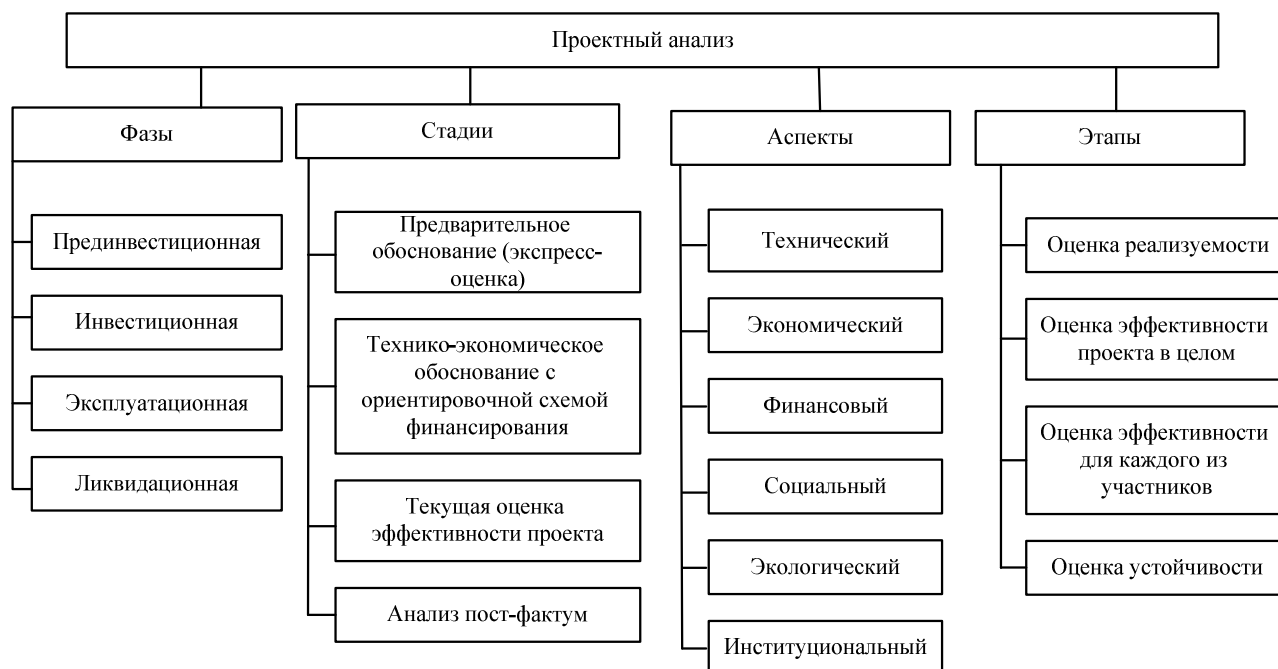 Проектный анализ
Фазы
Прединвестиционная
Инвестиционная
Эксплуатационная
Ликвидационная
Стадии
Предварительное
обоснование (экспресс-
оценка)
Технико-экономическое
обоснование с
ориентировочной схемой
финансирования
Текущая оценка
эффективности проекта
Анализ пост-фактум
Аспекты
Технический
Экономический
Финансовый
Социальный
Экологический
Институциональный
Этапы
Оценка реализуемости
Оценка эффективности
проекта в целом
Оценка эффективности
для каждого из
участников
Оценка устойчивости